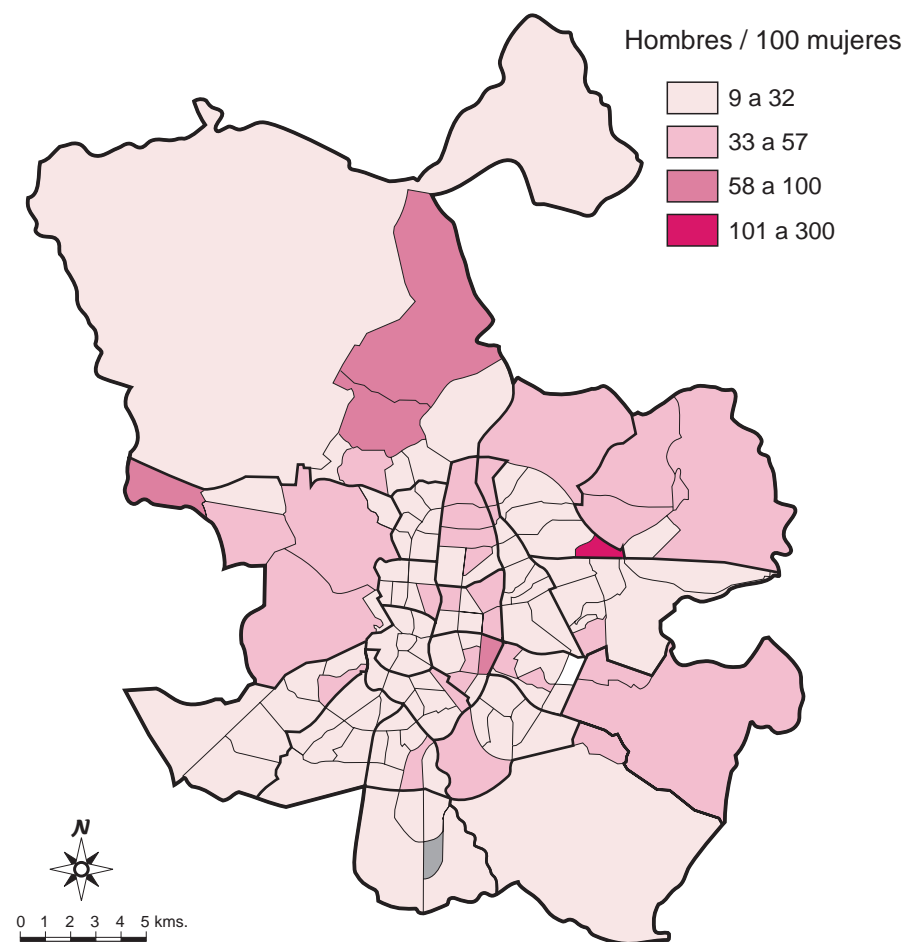 Hombres / 100 mujeres
9 a 32
33 a 57
58 a 100
101 a 300
N
0 1 2 3 4 5 kms.